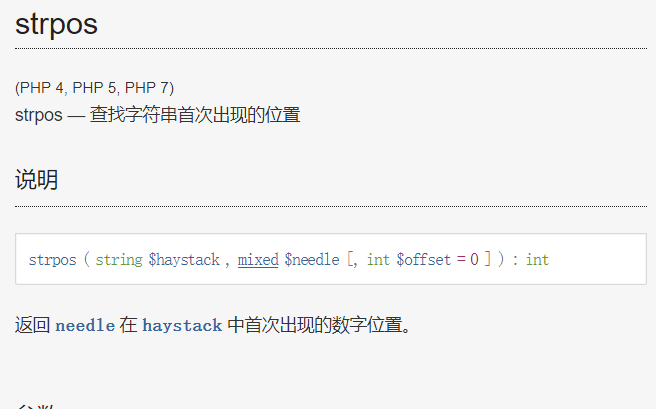 strpos
(PHP 4, PHP 5, PHP 7)
strpos — 查找字符串首次出现的位置
说明
strpos ( string $haystack , mixed $needle [, int $offset = 0 ] ) : int
返回 needle 在 haystack 中首次出现的数字位置。